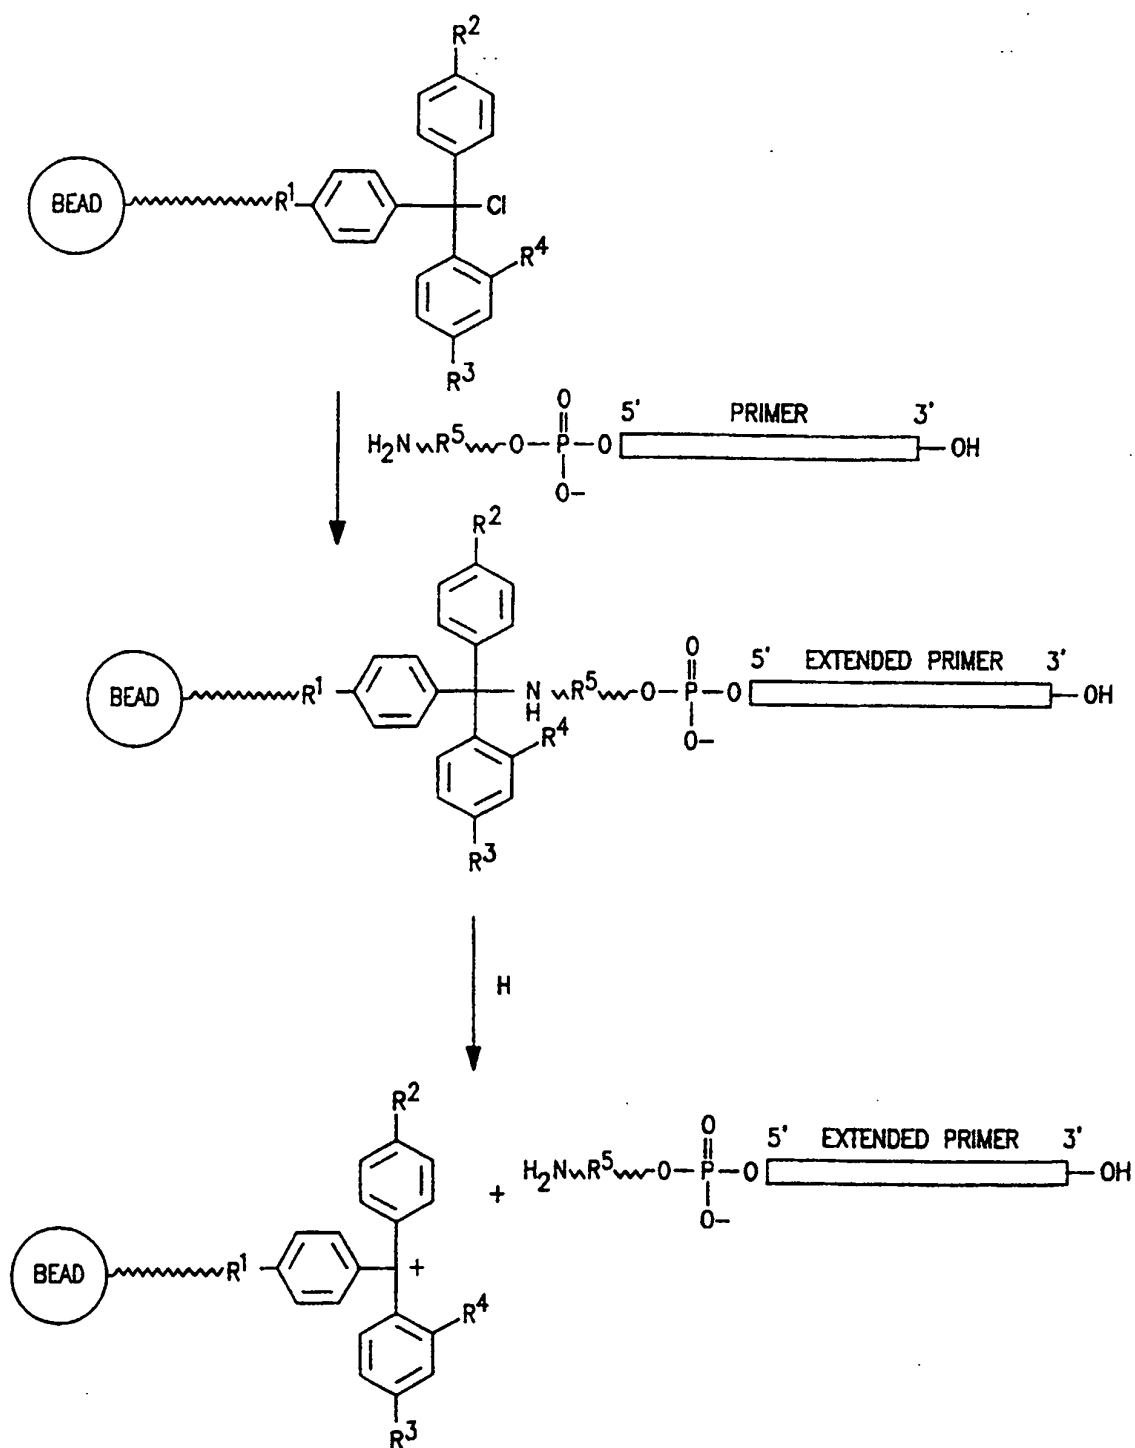 R²
BEAD
R¹
Cl
R⁴
R³
H₂N R⁵ O-P-O
O
O-
5' PRIMER 3'
OH
R²
BEAD
R¹
N
H
R⁵ O-P-O
O
O-
5' EXTENDED PRIMER 3'
OH
R⁴
R³
H
R²
+
H₂N R⁵ O-P-O
O
O-
5' EXTENDED PRIMER 3'
OH
BEAD
R¹
+
R⁴
R³